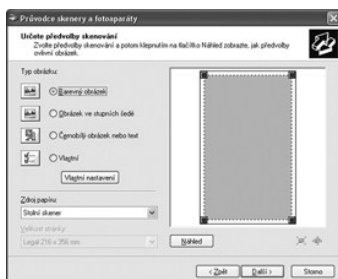 Průvodce skenery a fotoaparáty
Určete předvolby skenování
Zvolte předvolby skenování a potom klepnutím na tlačítko Náhled zobrazte, jak předvolby
ovlivní obrázek.
Typ obrázku:
Barevný obrázek
Obrázek ve stupních šedé
Černobílý obrázek nebo text
Vlastní
Vlastní nastavení
Zdroj papíru:
Stolní skener
Velikost stránky:
Legal 216 x 356 mm.
Náhled
< Zpět
Další >
Storno